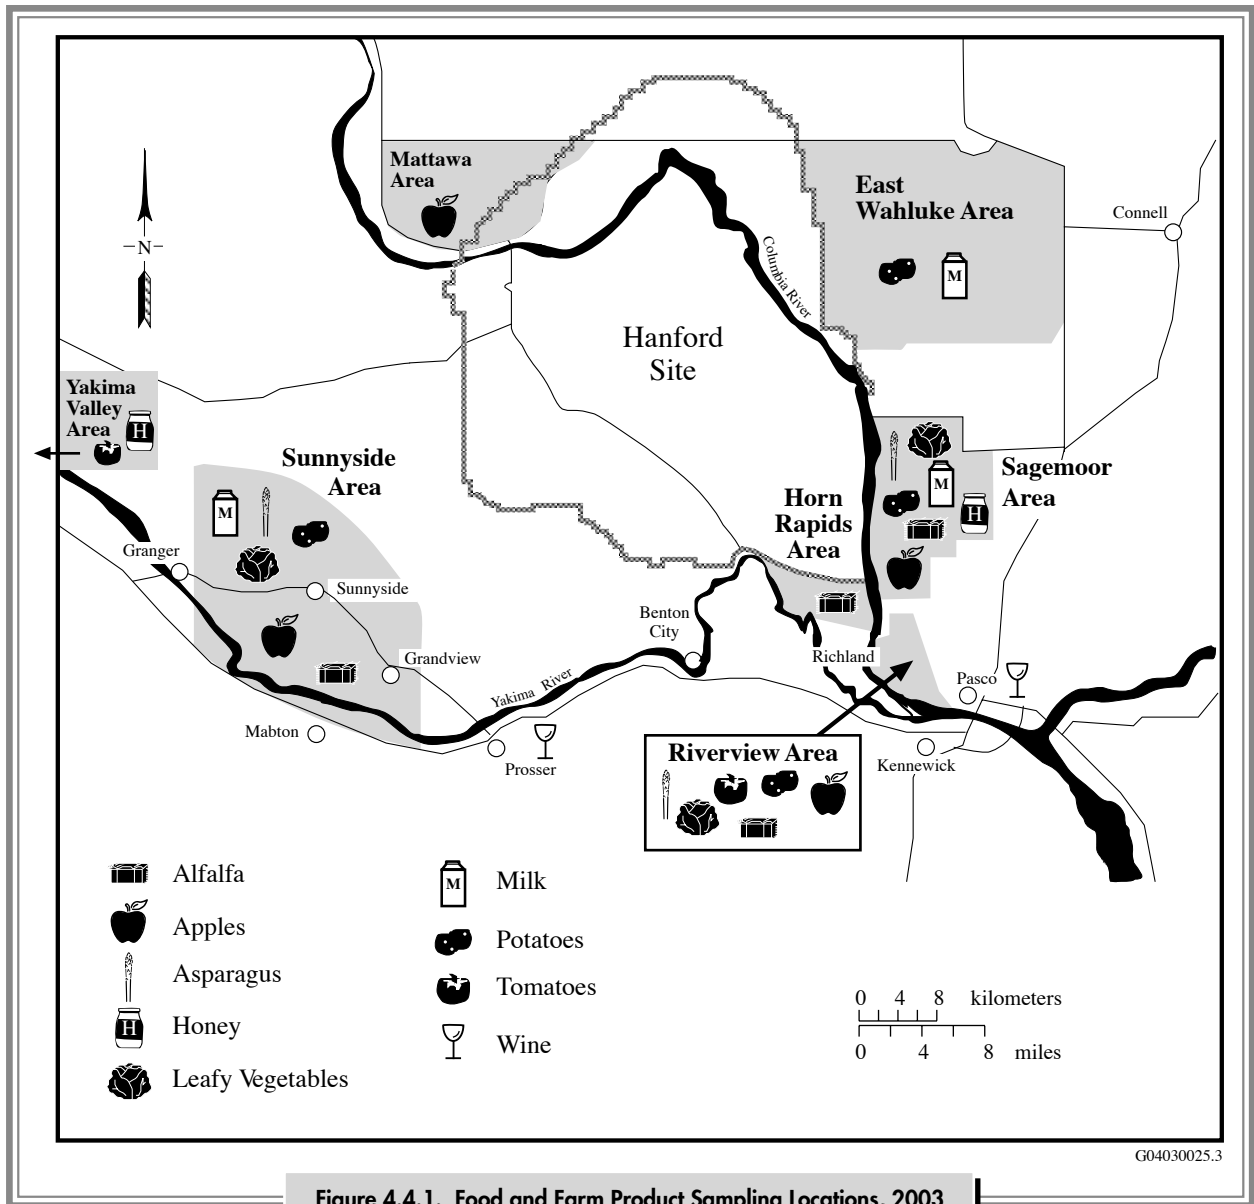 Mattawa
Area
East
Wahluke Area
Connell
N
M
Columbia River
Hanford
Site
Yakima
Valley
Area
H
Sunnyside
Area
M
Sagemoor
Area
M
H
Horn
Rapids
Area
Granger
Sunnyside
Benton
City
Grandview
Richland
Yakima River
Pasco
Mabton
Prosser
Kennewick
Riverview Area
Alfalfa
Apples
Asparagus
H
Honey
Leafy Vegetables
M
Milk
Potatoes
Tomatoes
Wine
0 4 8 kilometers
0 4 8 miles
G04030025.3
Figure 4.4.1. Food and Farm Product Sampling Locations, 2003